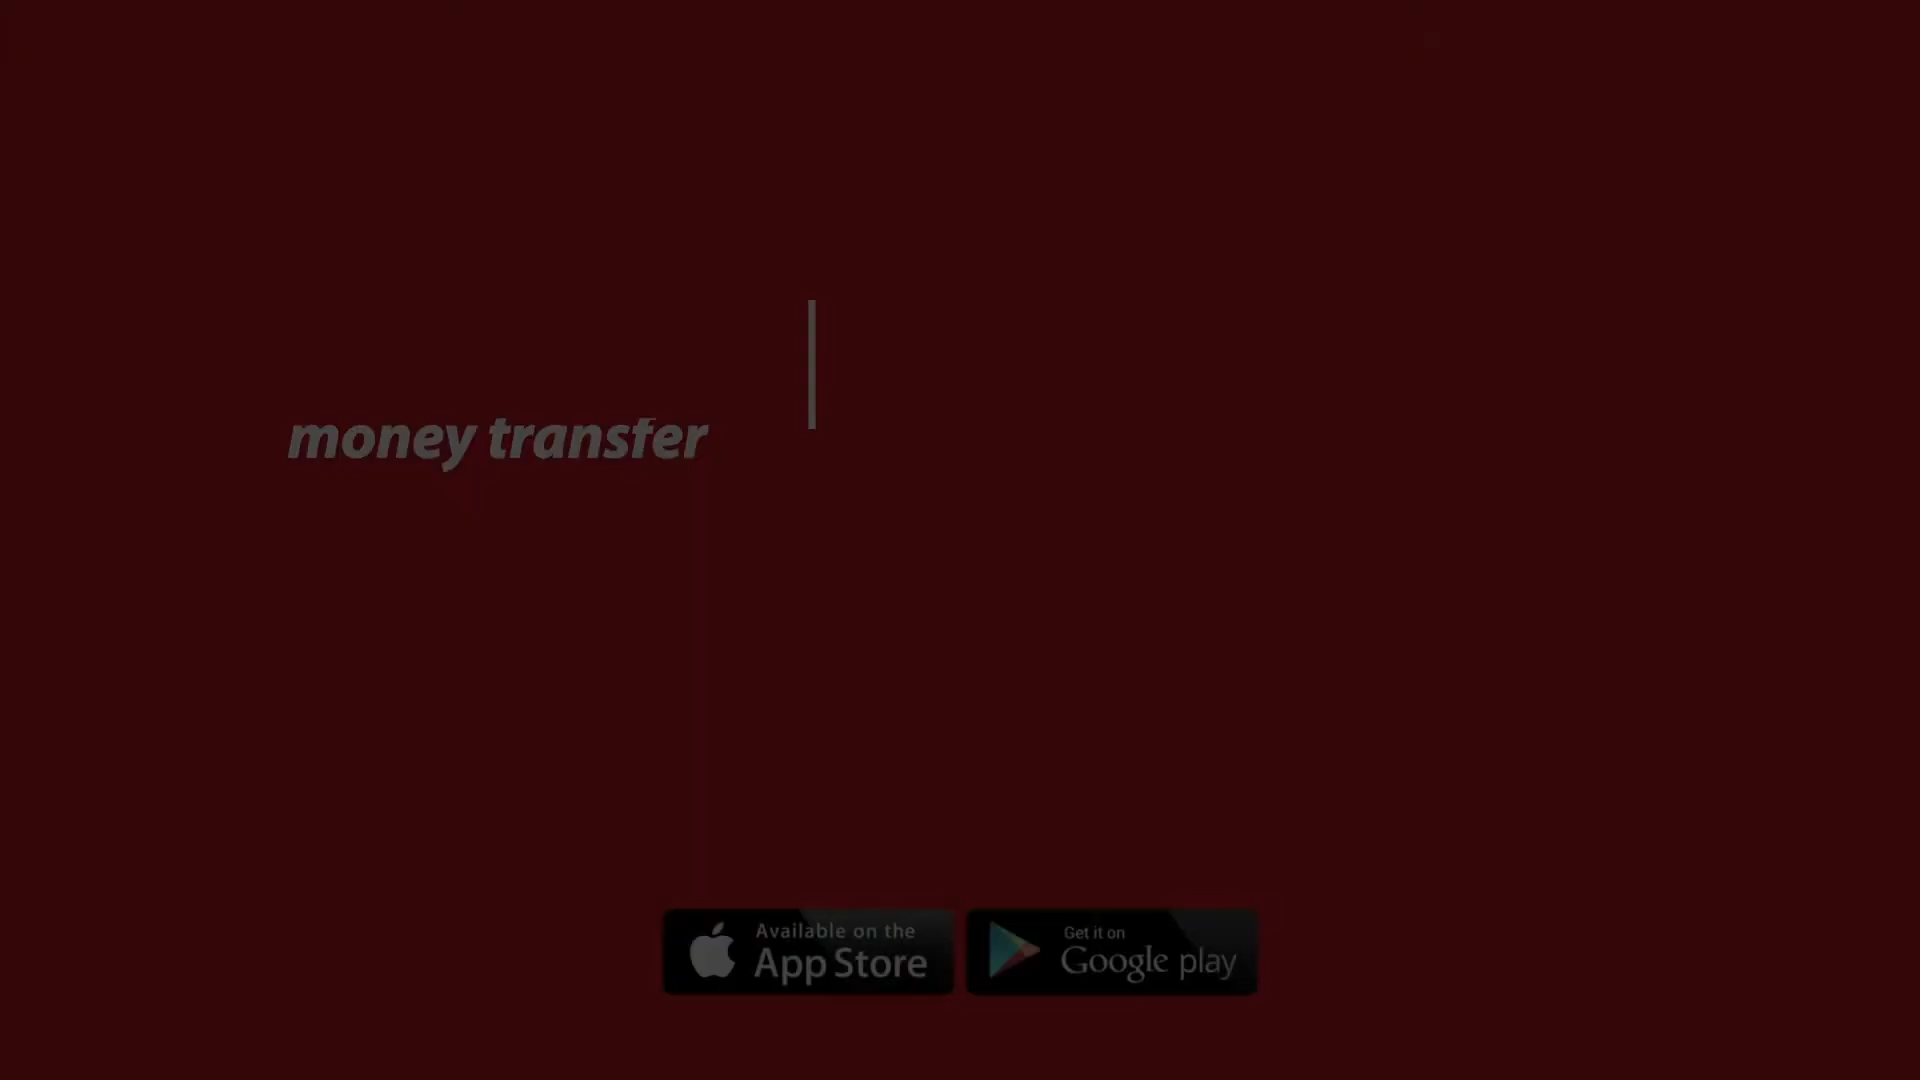 money transfer
Available on the
App Store
Get it on
Google play